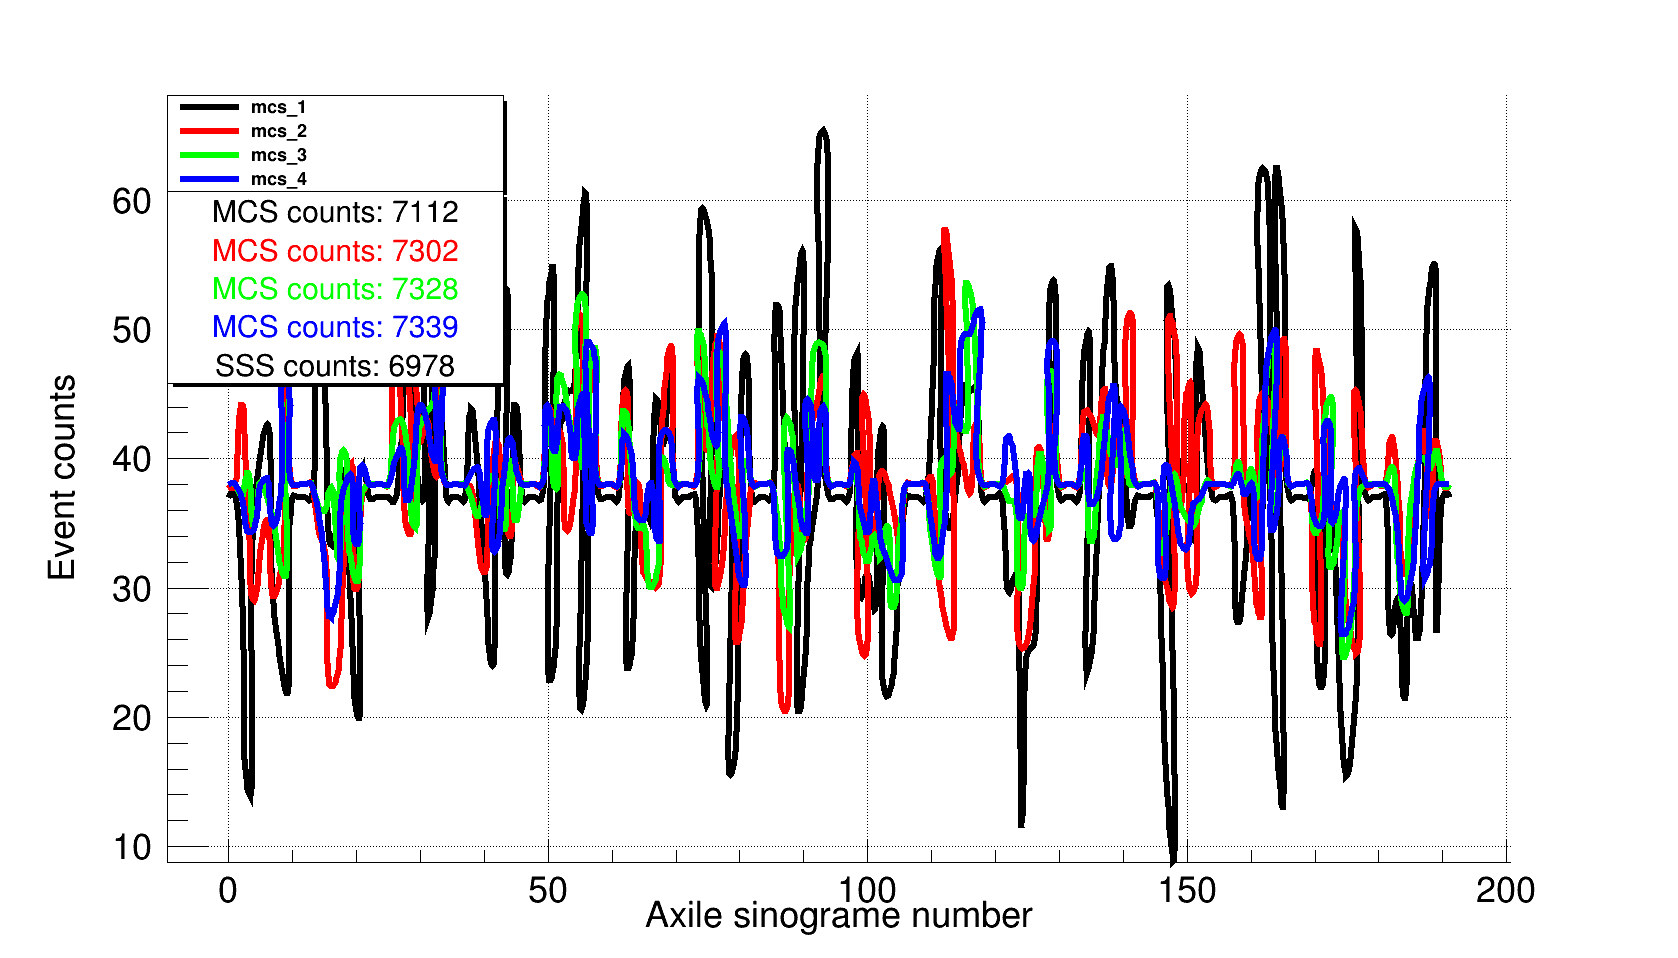 mcs_1
mcs_2
mcs_3
mcs_4
MCS counts: 7112
MCS counts: 7302
MCS counts: 7328
MCS counts: 7339
SSS counts: 6978
60
50
40
30
20
10
Event counts
0 50 100 150 200
Axile sinograme number